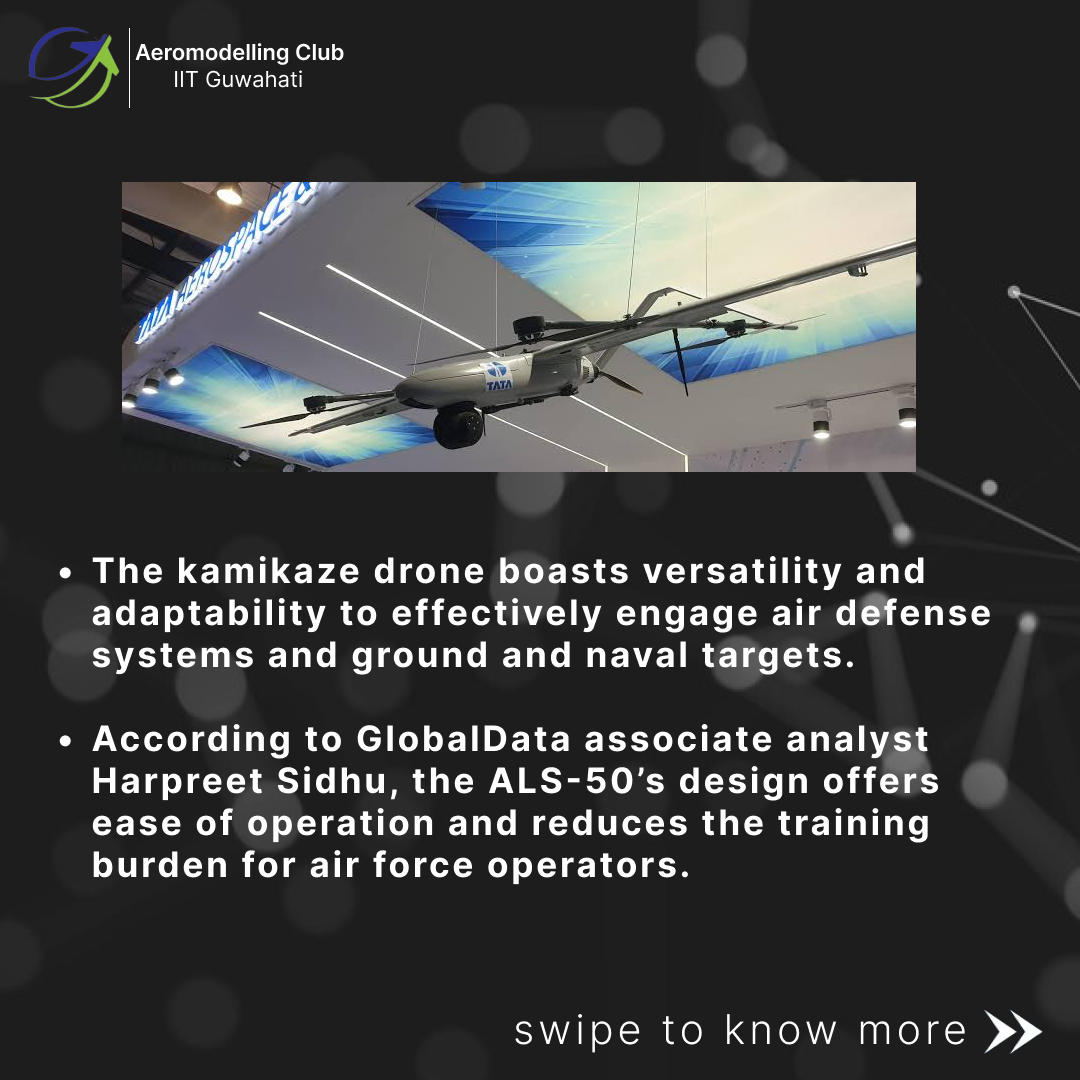 Aeromodelling Club
IIT Guwahati
TATA AEROSPACE &
TATA
• The kamikaze drone boasts versatility and
adaptability to effectively engage air defense
systems and ground and naval targets.
• According to GlobalData associate analyst
Harpreet Sidhu, the ALS-50’s design offers
ease of operation and reduces the training
burden for air force operators.
swipe to know more